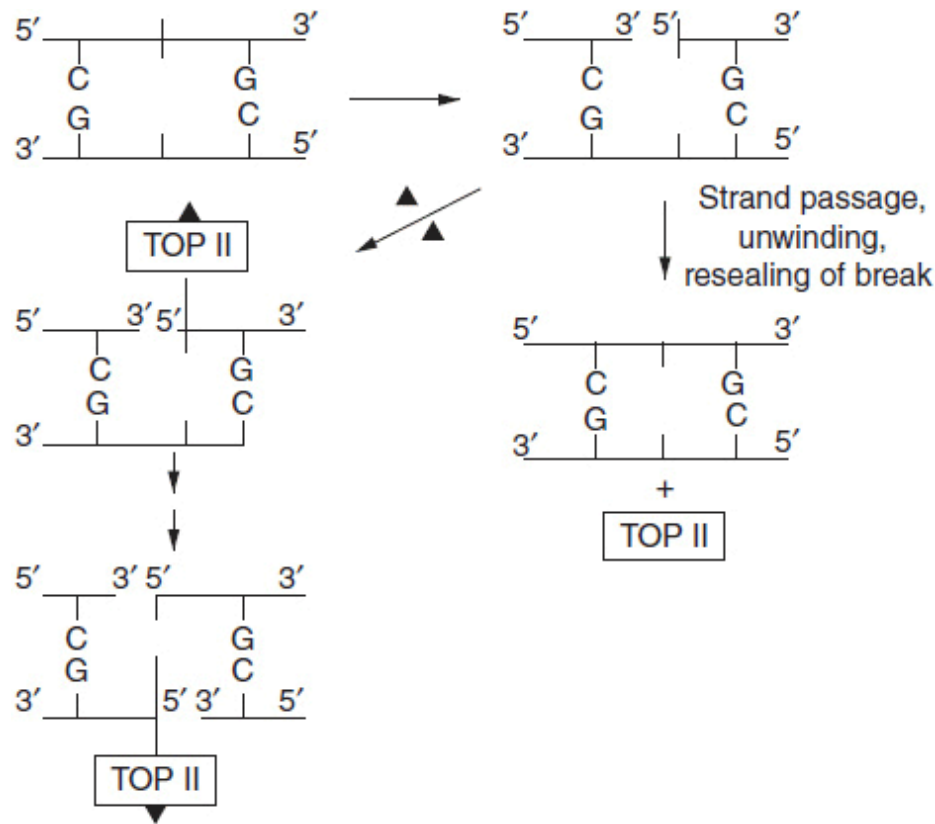 5′ 3′
C G
G C
3′ 5′
5′ 3′ 5′ 3′
C G
G C
3′ 5′
Strand passage,
unwinding,
resealing of break
TOP II
5′ 3′ 5′ 3′
C G
G C
3′
5′ 3′
C G
G C
3′ 5′
+
TOP II
5′ 3′ 5′ 3′
C G
G C
3′ 5′ 3′ 5′
TOP II